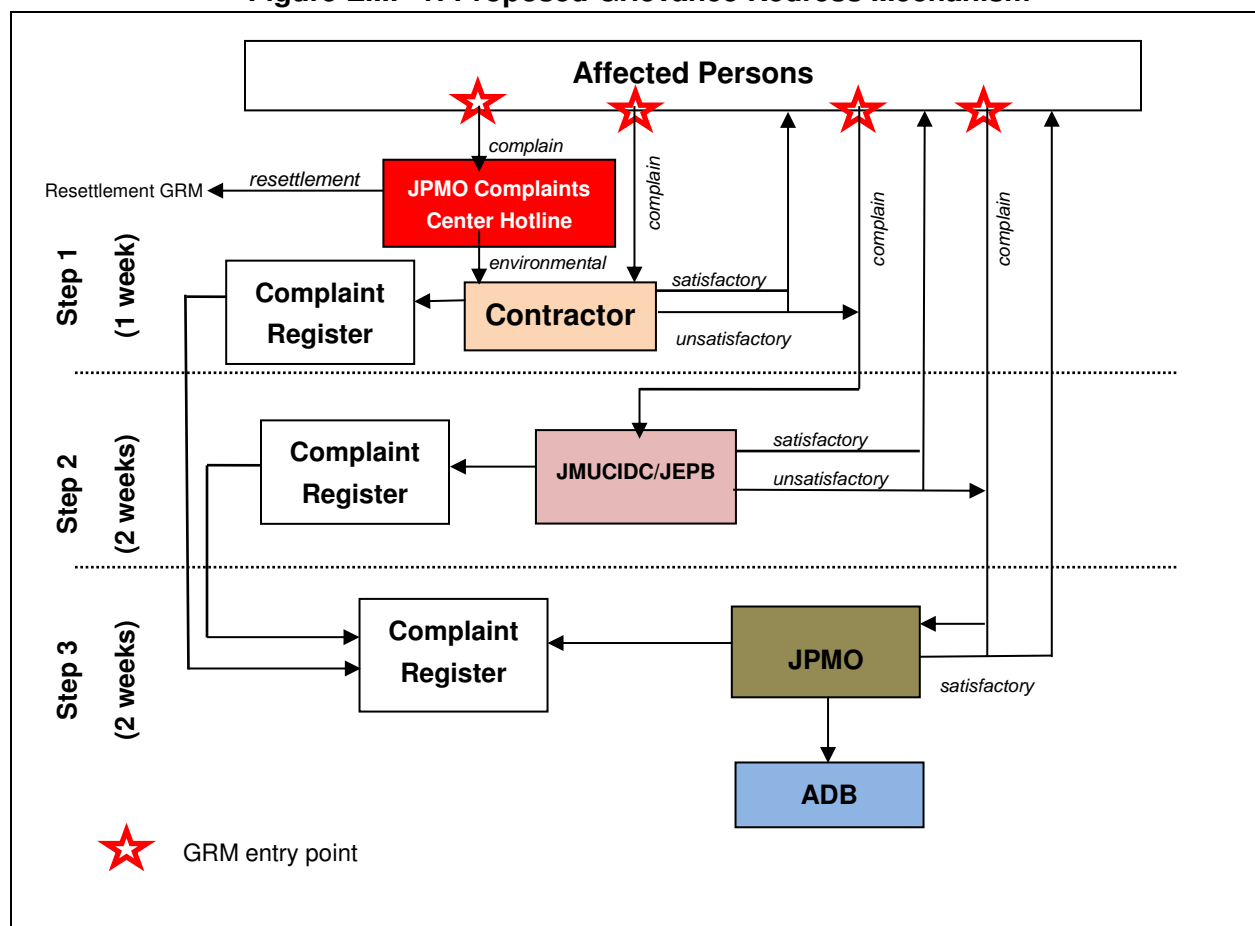 Affected Persons
complain
complain
complain
complain
resettlement
Resettlement GRM
JPMO Complaints
Center Hotline
environmental
Step 1
(1 week)
Complaint
Register
Contractor
satisfactory
unsatisfactory
Step 2
(2 weeks)
Complaint
Register
JMUCIDC/JEPB
satisfactory
unsatisfactory
Step 3
(2 weeks)
Complaint
Register
JPMO
satisfactory
ADB
GRM entry point